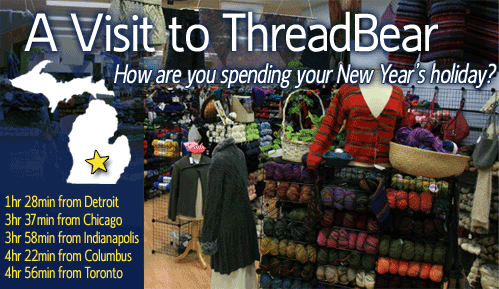 A Visit to ThreadBear
How are you spending your New Year's holiday?
1hr 28min from Detroit
3hr 37min from Chicago
3hr 58min from Indianapolis
4hr 22min from Columbus
4hr 56min from Toronto